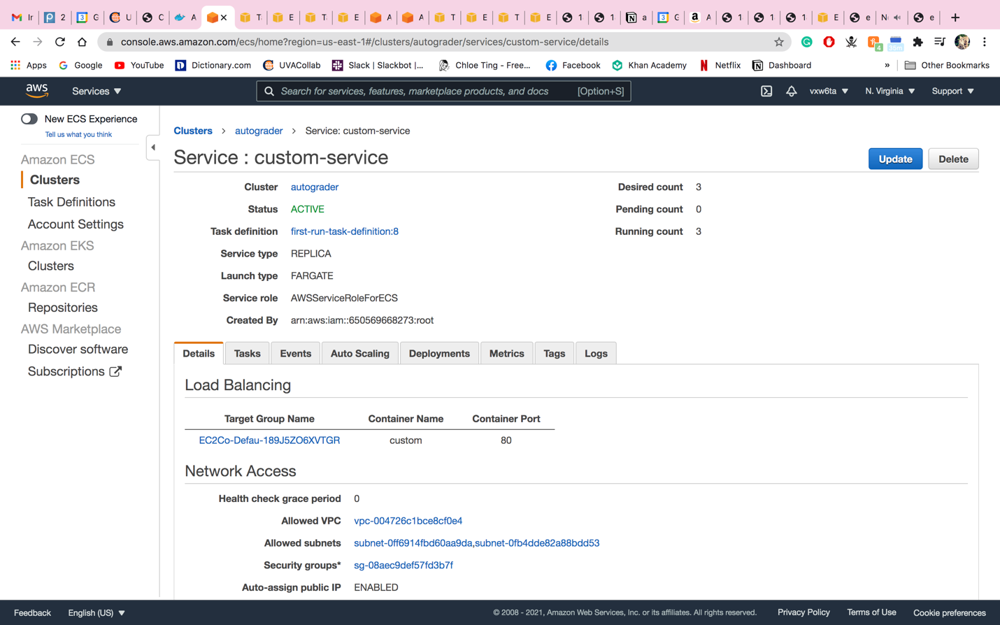 Ir 2 G U C A × T E T E A A T E T E 1 1 a G A 1 1 1 E e N e +
console.aws.amazon.com/ecs/home?region=us-east-1#/clusters/autograder/services/custom-service/details
Apps Google YouTube Dictionary.com UVACollab Slack | Slackbot |... Chloe Ting - Free... Facebook Khan Academy Netflix Dashboard » Other Bookmarks
aws Services Search for services, features, marketplace products, and docs [Option+S] vxw6ta N. Virginia Support
New ECS Experience
Tell us what you think
Amazon ECS
Clusters
Task Definitions
Account Settings
Amazon EKS
Clusters
Amazon ECR
Repositories
AWS Marketplace
Discover software
Subscriptions
Clusters > autograder > Service: custom-service
Service : custom-service
Update Delete
Cluster autograder
Status ACTIVE
Task definition first-run-task-definition:8
Service type REPLICA
Launch type FARGATE
Service role AWSServiceRoleForECS
Created By arn:aws:iam::650569668273:root
Desired count 3
Pending count 0
Running count 3
Details Tasks Events Auto Scaling Deployments Metrics Tags Logs
Load Balancing
Target Group Name Container Name Container Port
EC2Co-Defau-189J5ZO6XVTGR custom 80
Network Access
Health check grace period 0
Allowed VPC vpc-004726c1bce8cf0e4
Allowed subnets subnet-0ff6914fbd60aa9da,subnet-0fb4dde82a88bdd53
Security groups* sg-08aec9def57fd3b7f
Auto-assign public IP ENABLED
Feedback English (US) © 2008 - 2021, Amazon Web Services, Inc. or its affiliates. All rights reserved. Privacy Policy Terms of Use Cookie preferences